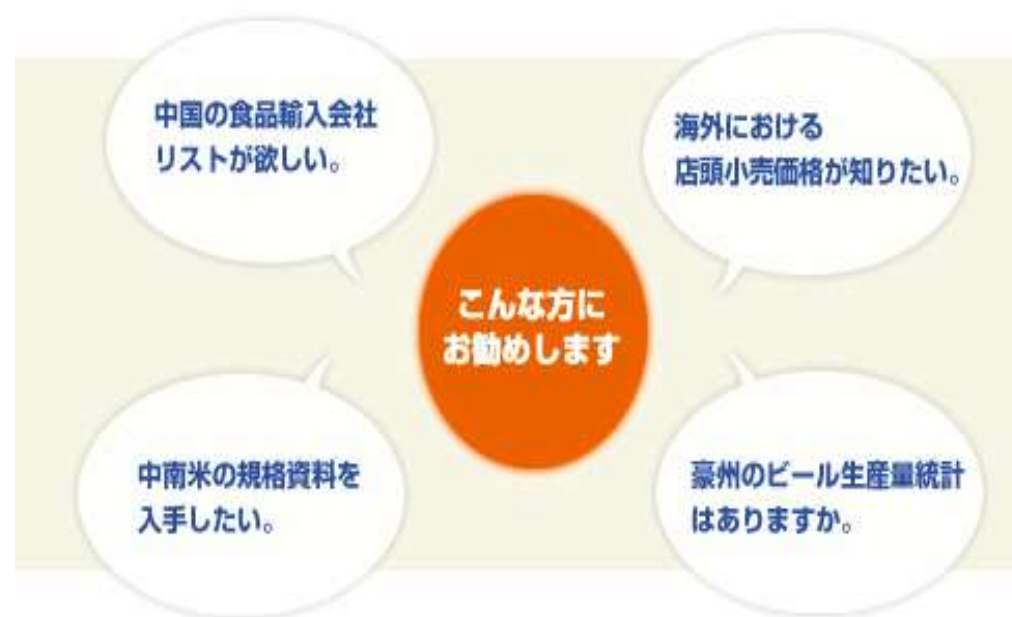 中国の食品輸入会社
リストが欲しい。
海外における
店頭小売価格が知りたい。
こんな方に
お勧めします
中南米の規格資料を
入手したい。
豪州のビール生産量統計
はありますか。